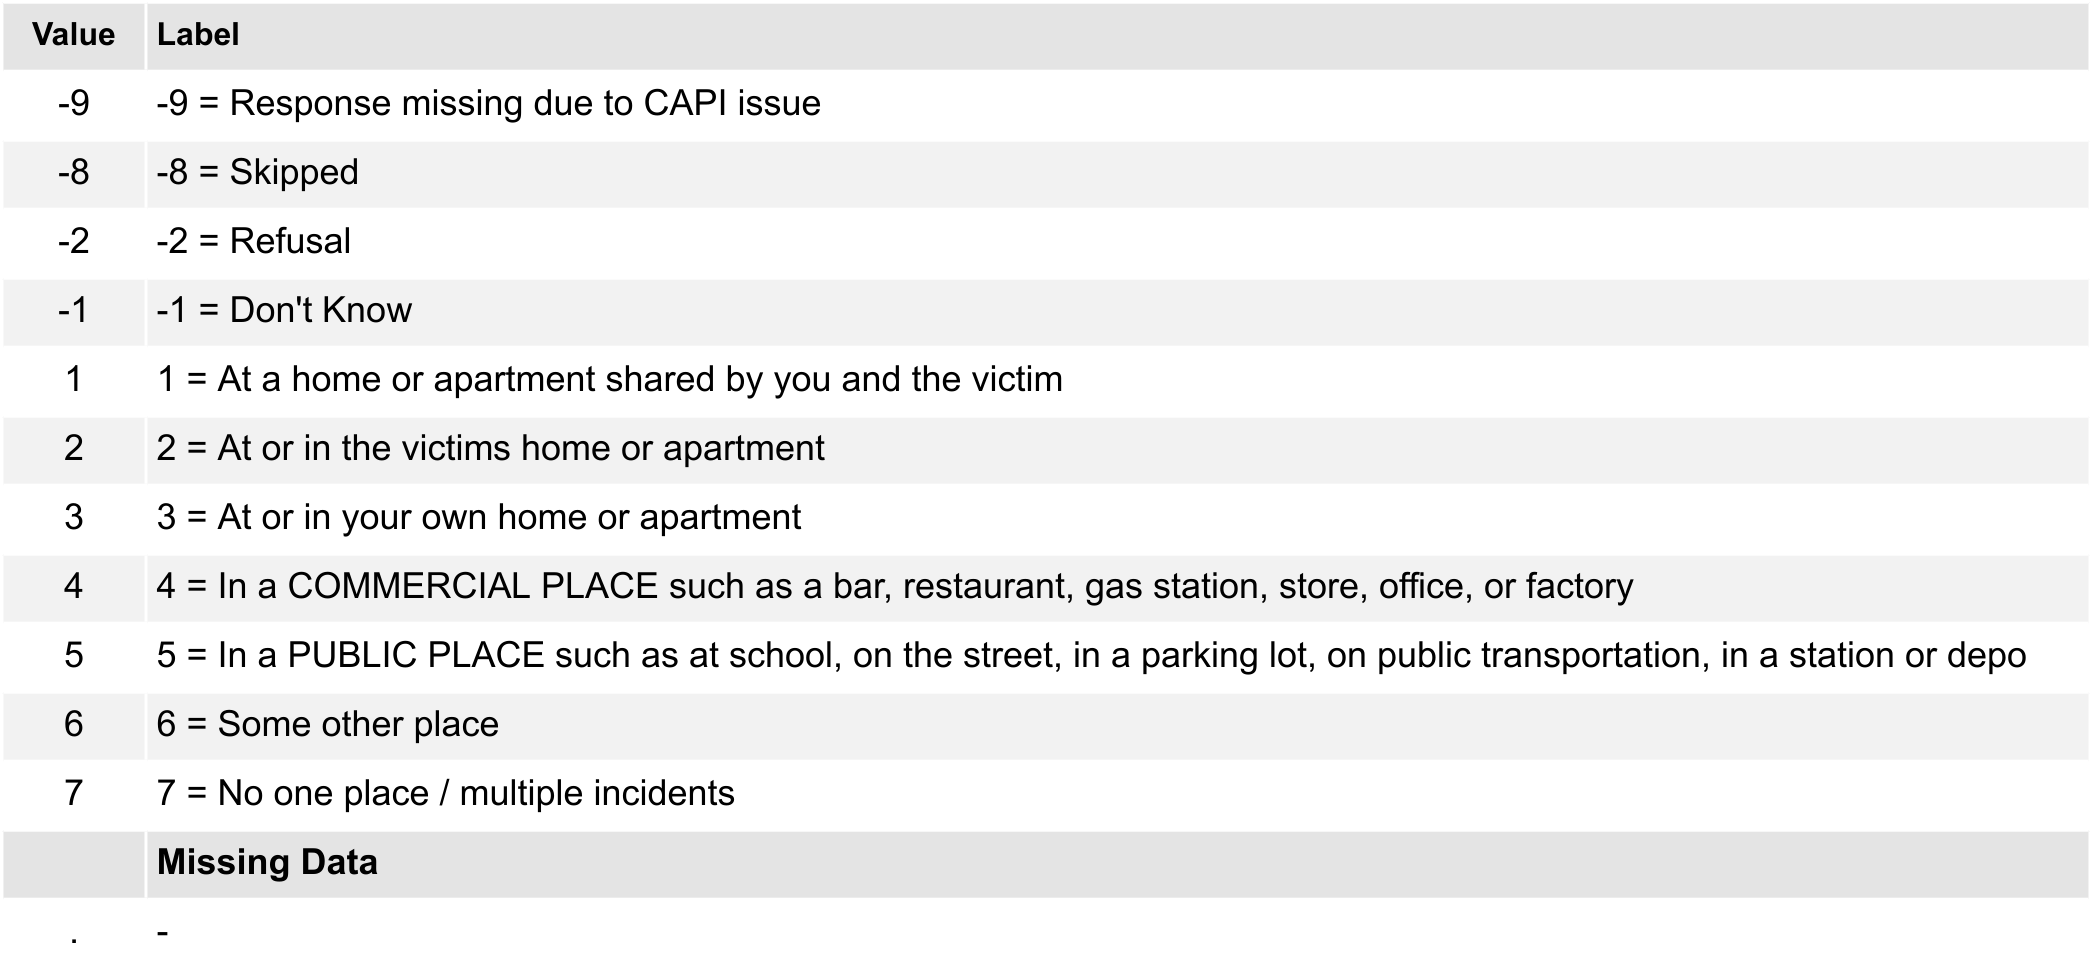 Value Label
-9 -9 = Response missing due to CAPI issue
-8 -8 = Skipped
-2 -2 = Refusal
-1 -1 = Don't Know
1 1 = At a home or apartment shared by you and the victim
2 2 = At or in the victims home or apartment
3 3 = At or in your own home or apartment
4 4 = In a COMMERCIAL PLACE such as a bar, restaurant, gas station, store, office, or factory
5 5 = In a PUBLIC PLACE such as at school, on the street, in a parking lot, on public transportation, in a station or depo
6 6 = Some other place
7 7 = No one place / multiple incidents
Missing Data
. -